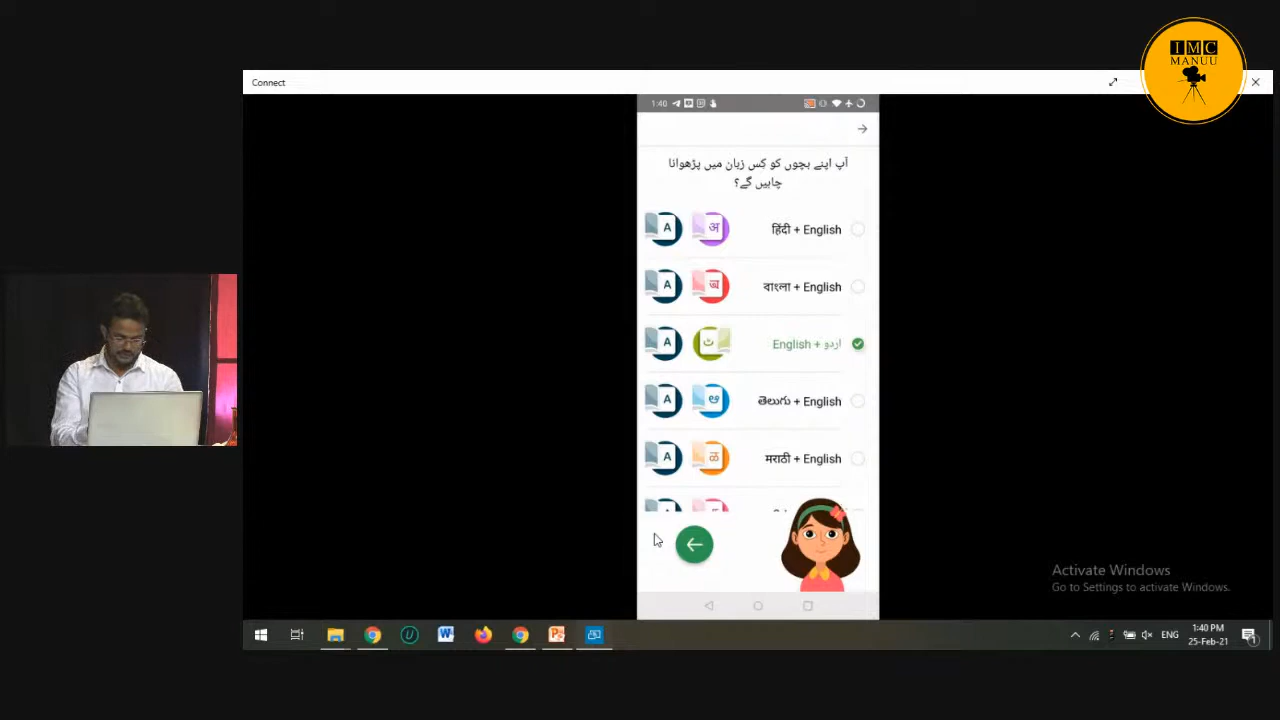 IMC
MANUU
Connect
1:40
آپ اپنے بچوں کو کِس زبان میں پڑھوانا
چاہیں گے؟
A अ हिंदी + English
A অ বাংলা + English
A ث اردو + English
A ఆ తెలుగు + English
A ळ मराठी + English
Activate Windows
Go to Settings to activate Windows.
ENG
1:40 PM
25-Feb-21